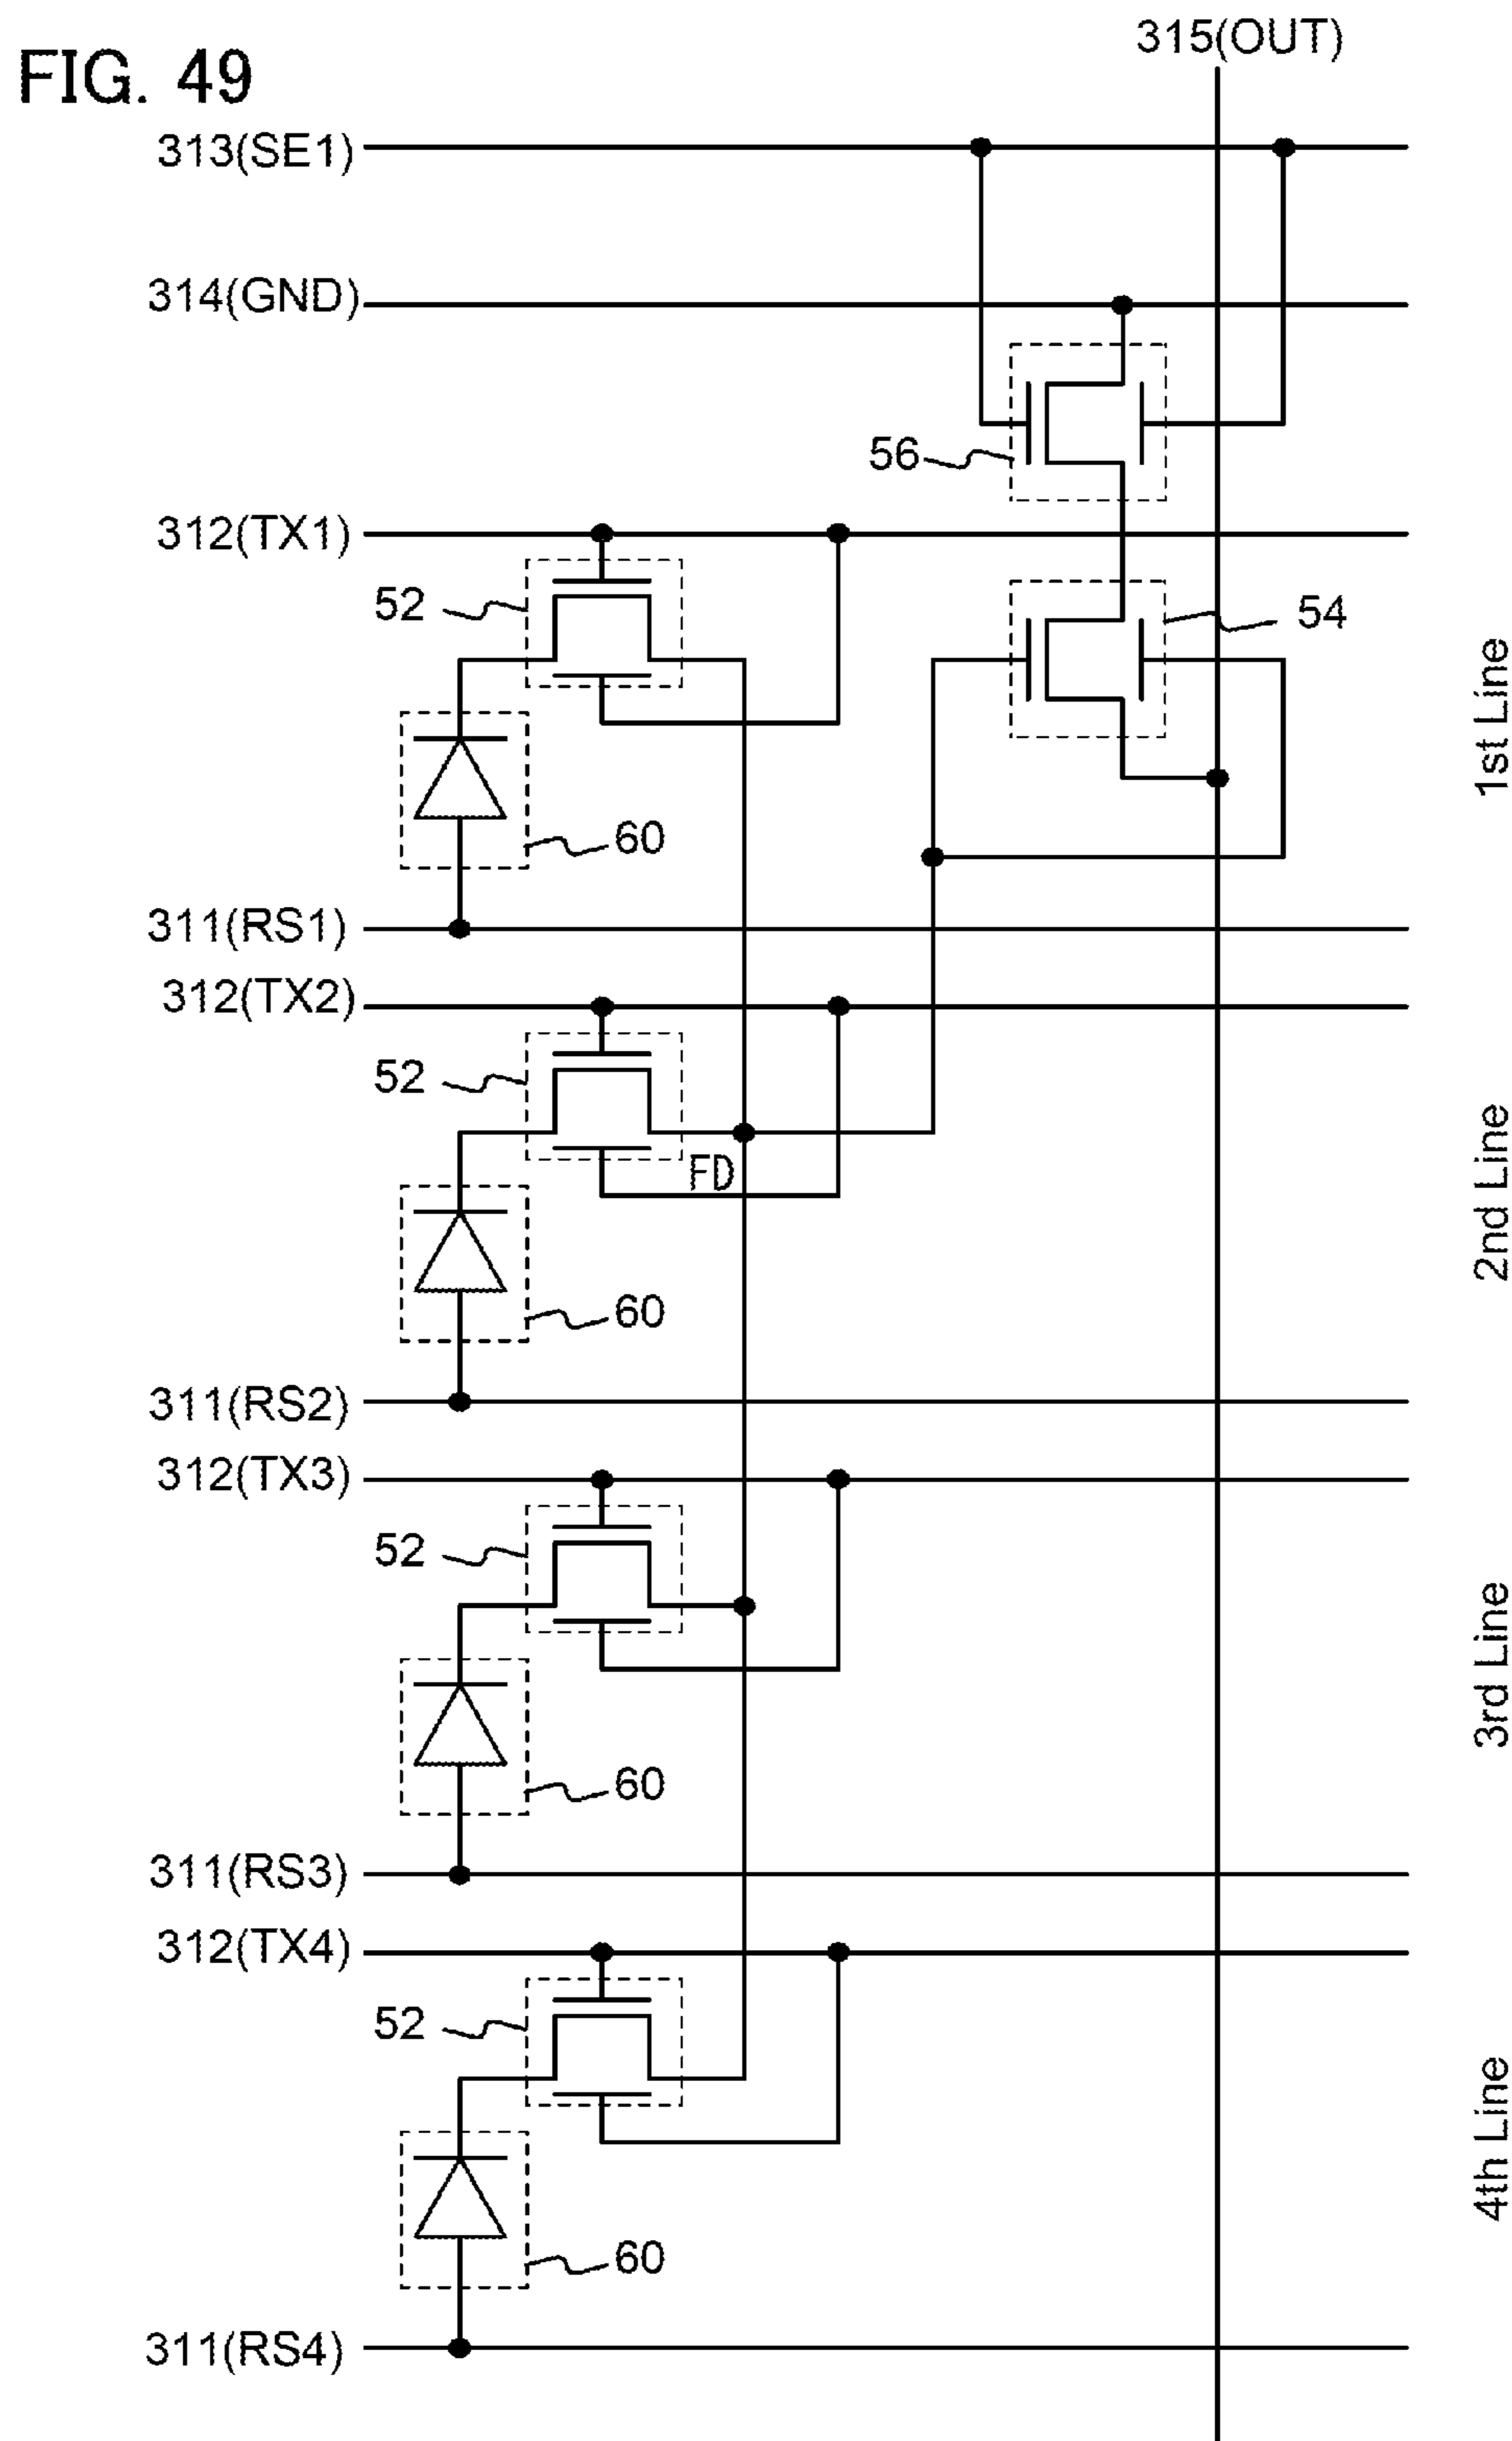 315(OUT)
FIG. 49
313(SE1)
314(GND)
56
312(TX1)
52
54
60
1st Line
311(RS1)
312(TX2)
52
FD
60
2nd Line
311(RS2)
312(TX3)
52
60
3rd Line
311(RS3)
312(TX4)
52
60
4th Line
311(RS4)